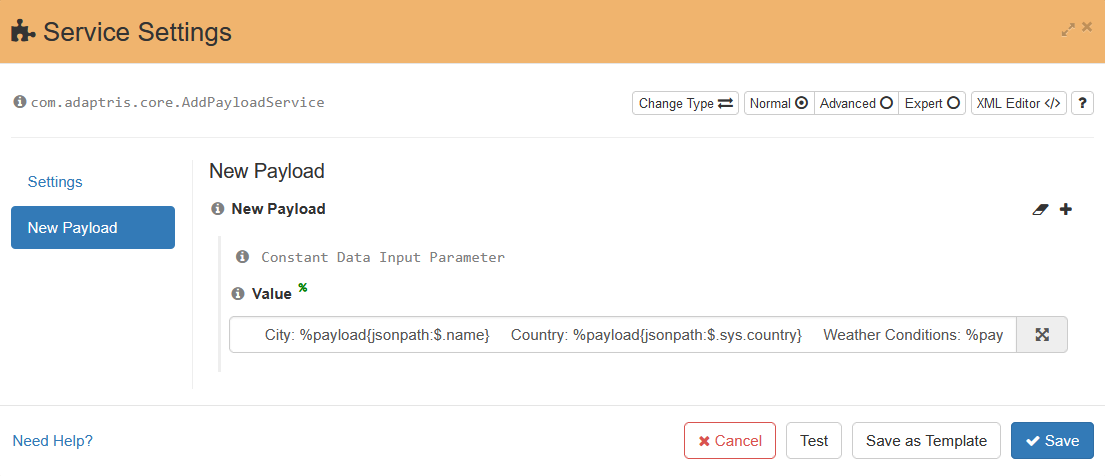 Service Settings
com.adaptris.core.AddPayloadService
Change Type
Normal
Advanced
Expert
XML Editor </>
?
Settings
New Payload
New Payload
New Payload
Constant Data Input Parameter
Value %
City: %payload{jsonpath:$.name} Country: %payload{jsonpath:$.sys.country} Weather Conditions: %pay
Need Help?
Cancel
Test
Save as Template
Save